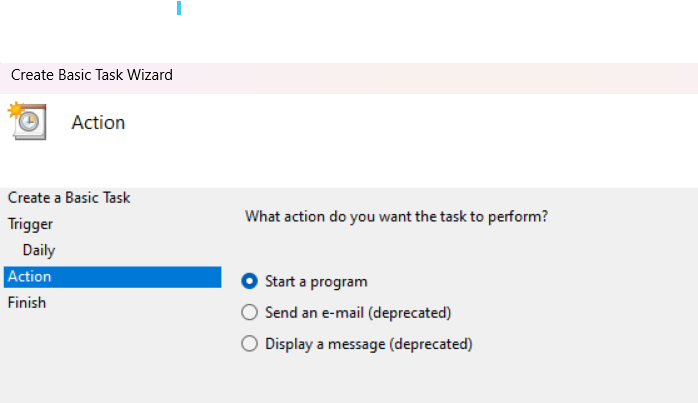 Create Basic Task Wizard
Action
Create a Basic Task
Trigger
Daily
Action
Finish
What action do you want the task to perform?
Start a program
Send an e-mail (deprecated)
Display a message (deprecated)